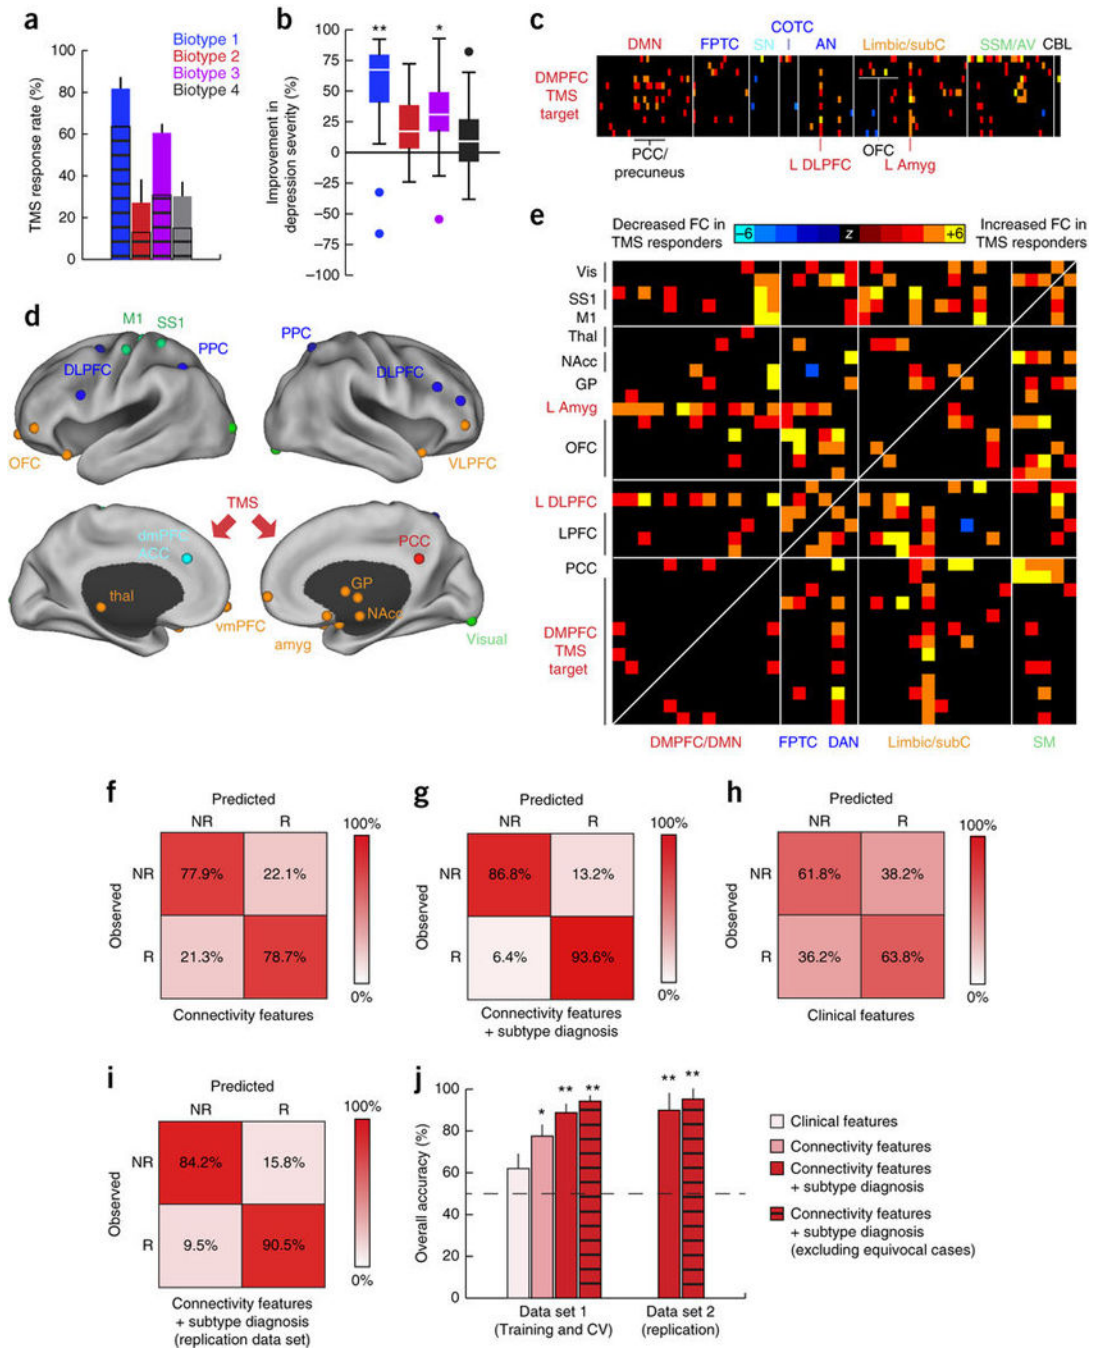 a
TMS response rate (%)
100
80
60
40
20
0
Biotype 1
Biotype 2
Biotype 3
Biotype 4
b
Improvement in
depression severity (%)
100
75
50
25
0
−25
−50
75
−100
**
*
c
COTC
DMN
FPTC
SN
I
AN
Limbic/subC
SSM/AV
CBL
DMPFC
TMS
target
PCC/
precuneus
L DLPFC
OFC
L Amyg
d
M1
SS1
PPC
DLPFC
DLPFC
OFC
VLPFC
TMS
dmPFC
ACC
PCC
thal
GP
NAcc
vmPFC
amyg
Visual
e
Decreased FC in
TMS responders
−6
z
+6
Increased FC in
TMS responders
Vis
SS1
M1
Thal
NAcc
GP
L Amyg
OFC
L DLPFC
LPFC
PCC
DMPFC
TMS
target
DMPFC/DMN
FPTC
DAN
Limbic/subC
SM
f
Predicted
NR
R
100%
Observed
NR
77.9%
22.1%
R
21.3%
78.7%
0%
Connectivity features
g
Predicted
NR
R
100%
Observed
NR
86.8%
13.2%
R
6.4%
93.6%
0%
Connectivity features
+ subtype diagnosis
h
Predicted
NR
R
100%
Observed
NR
61.8%
38.2%
R
36.2%
63.8%
0%
Clinical features
i
Predicted
NR
R
100%
Observed
NR
84.2%
15.8%
R
9.5%
90.5%
0%
Connectivity features
+ subtype diagnosis
(replication data set)
j
Overall accuracy (%)
100
80
60
40
20
0
*
**
**
**
**
Data set 1
(Training and CV)
Data set 2
(replication)
Clinical features
Connectivity features
Connectivity features
+ subtype diagnosis
Connectivity features
+ subtype diagnosis
(excluding equivocal cases)